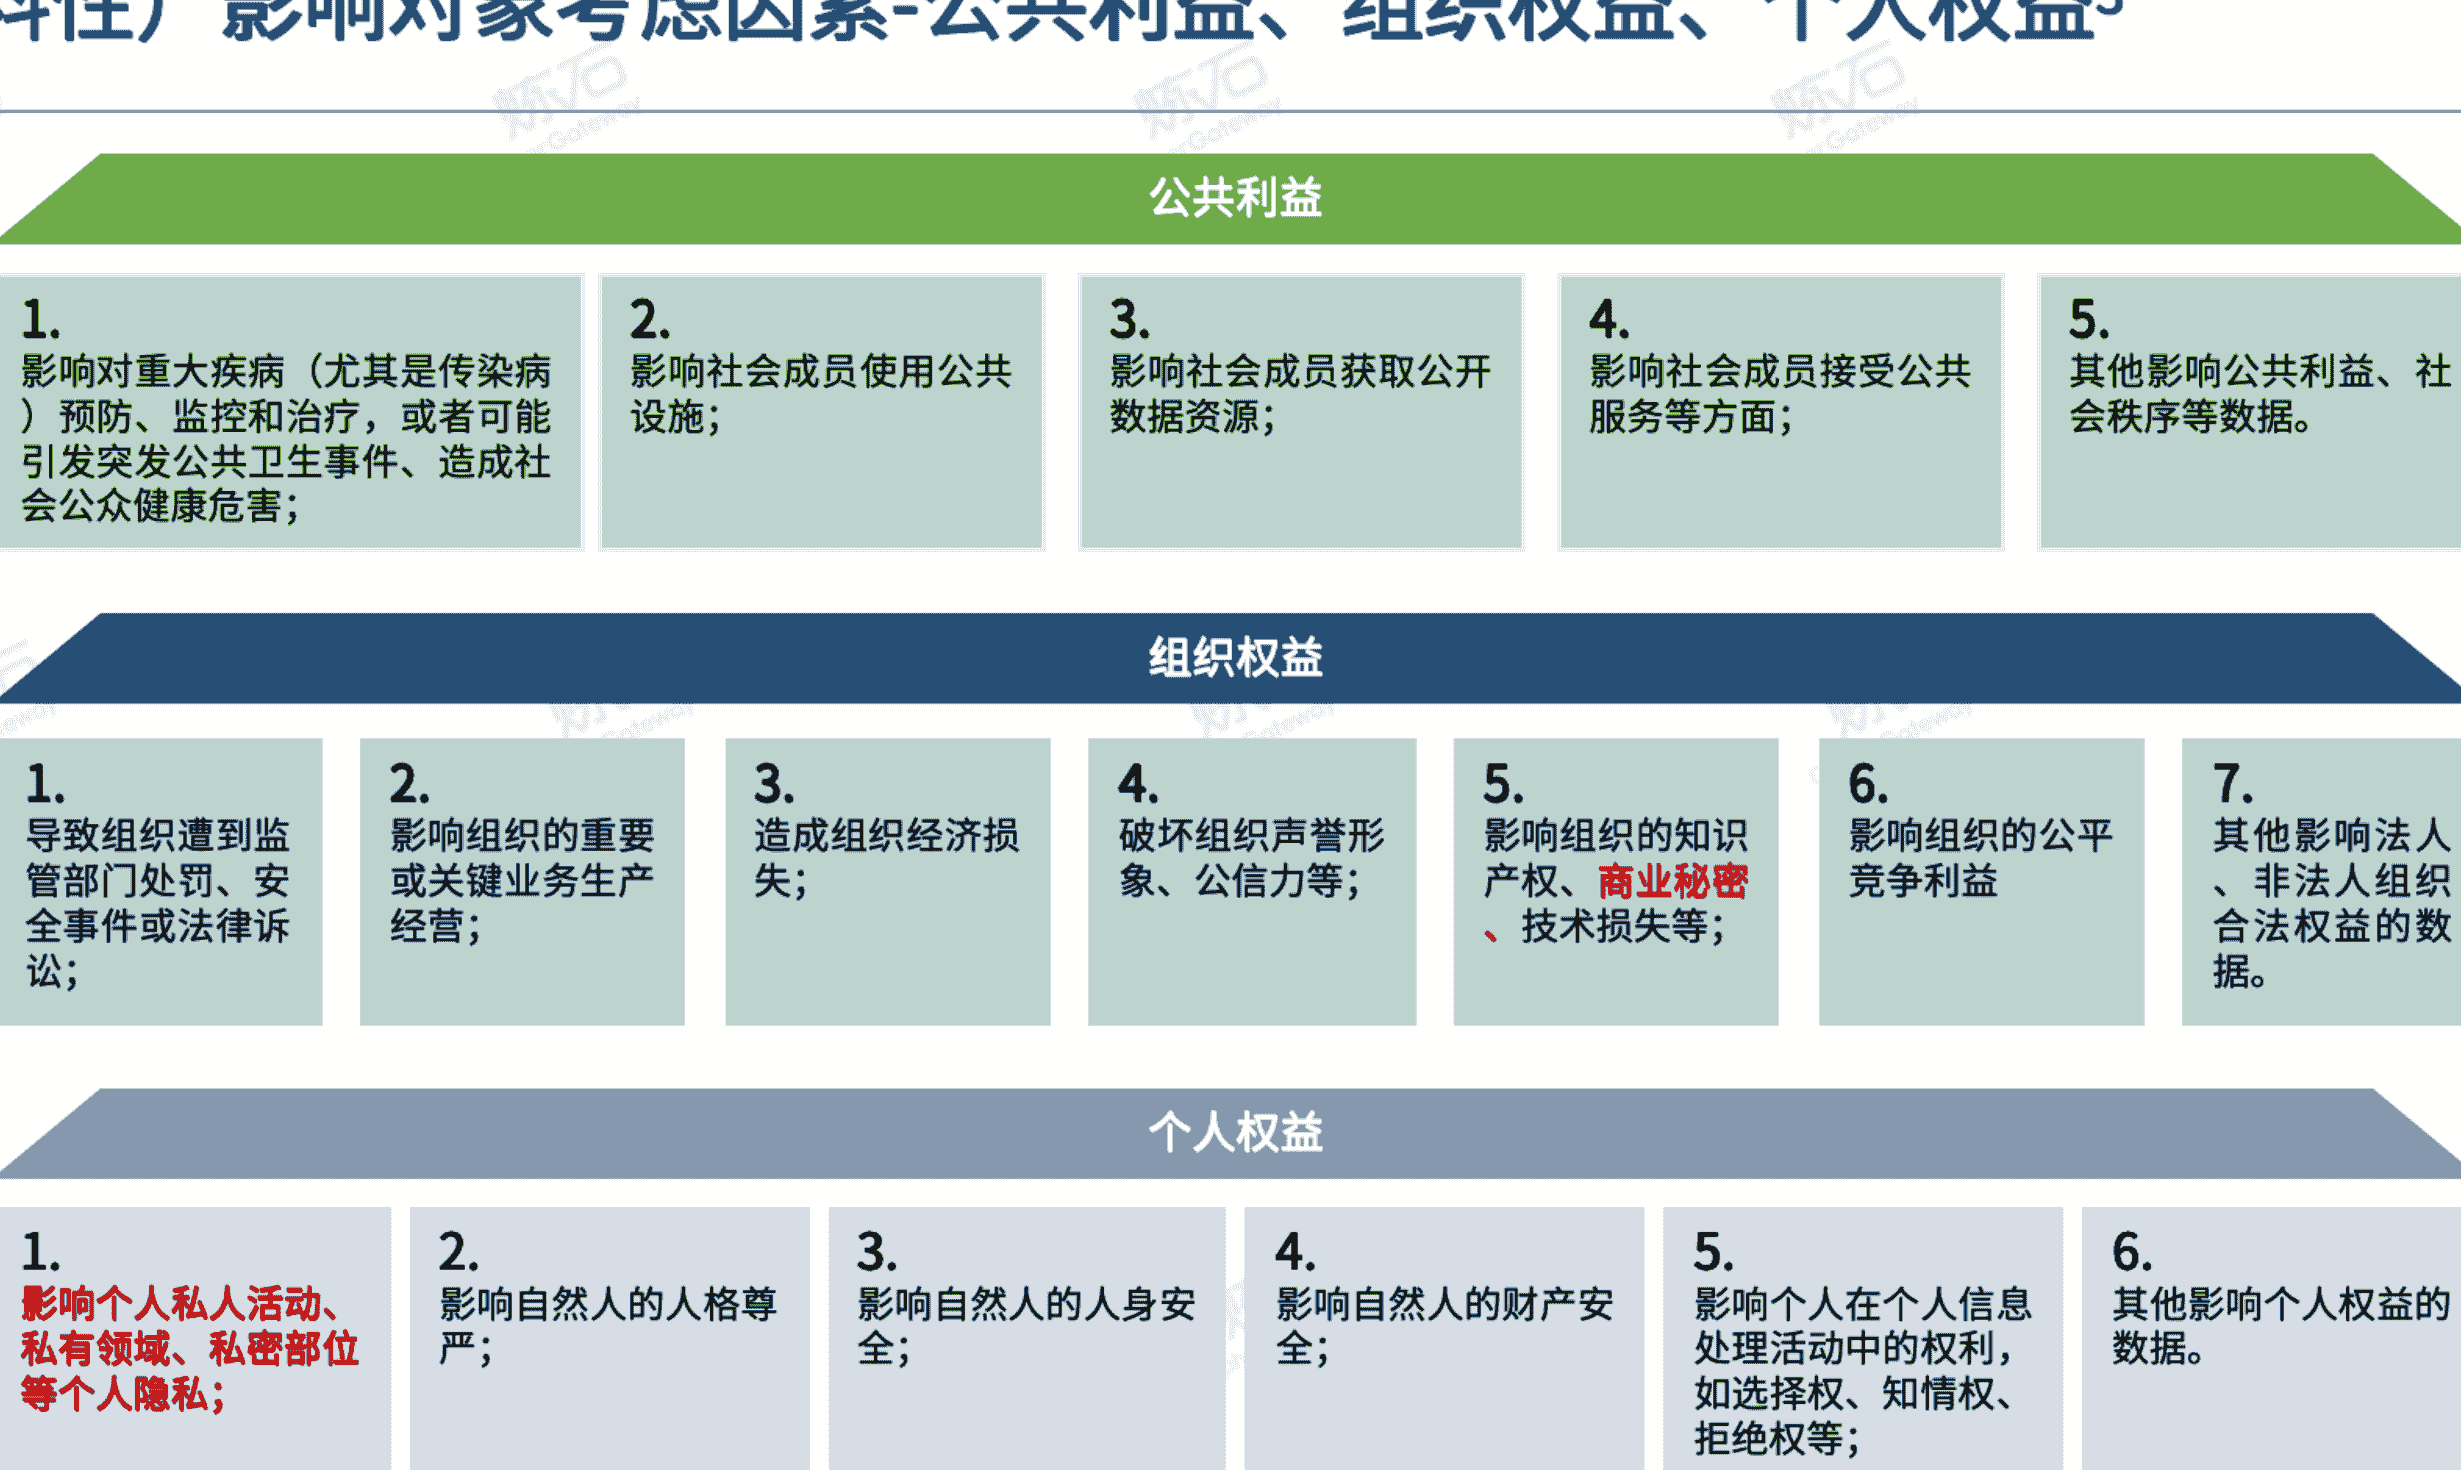 料性）影响对象考虑因素-公共利益、组织权益、个人权益
公共利益
1.
影响对重大疾病（尤其是传染病
）预防、监控和治疗，或者可能
引发突发公共卫生事件、造成社
会公众健康危害；
2.
影响社会成员使用公共
设施；
3.
影响社会成员获取公开
数据资源；
4.
影响社会成员接受公共
服务等方面；
5.
其他影响公共利益、社
会秩序等数据。
组织权益
1.
导致组织遭到监
管部门处罚、安
全事件或法律诉
讼；
2.
影响组织的重要
或关键业务生产
经营；
3.
造成组织经济损
失；
4.
破坏组织声誉形
象、公信力等；
5.
影响组织的知识
产权、商业秘密
、技术损失等；
6.
影响组织的公平
竞争利益
7.
其他影响法人
、非法人组织
合法权益的数
据。
个人权益
1.
影响个人私人活动、
私有领域、私密部位
等个人隐私；
2.
影响自然人的人格尊
严；
3.
影响自然人的人身安
全；
4.
影响自然人的财产安
全；
5.
影响个人在个人信息
处理活动中的权利，
如选择权、知情权、
拒绝权等；
6.
其他影响个人权益的
数据。